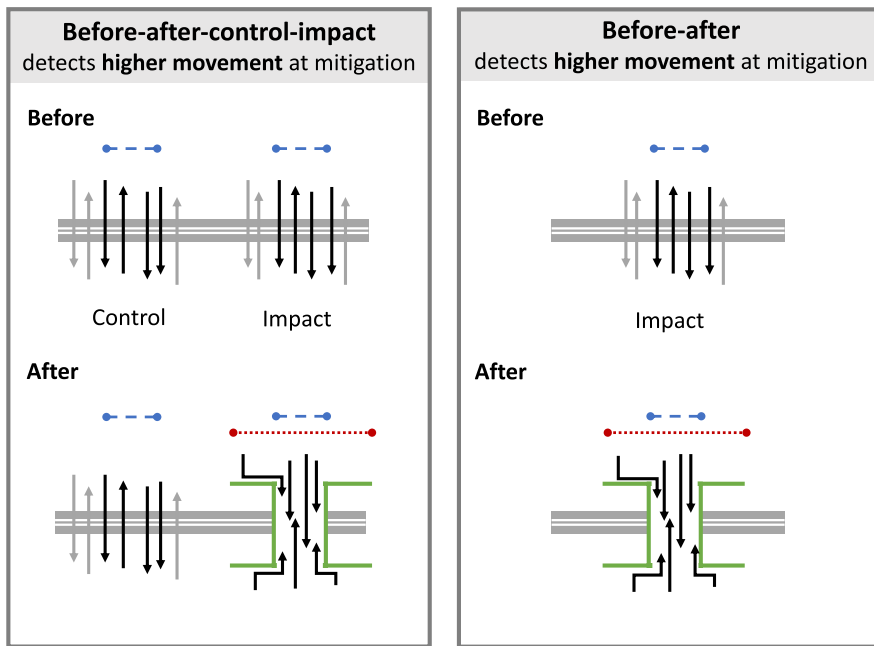 Before-after-control-impact
detects higher movement at mitigation
Before
Control
Impact
After
Before-after
detects higher movement at mitigation
Before
Impact
After